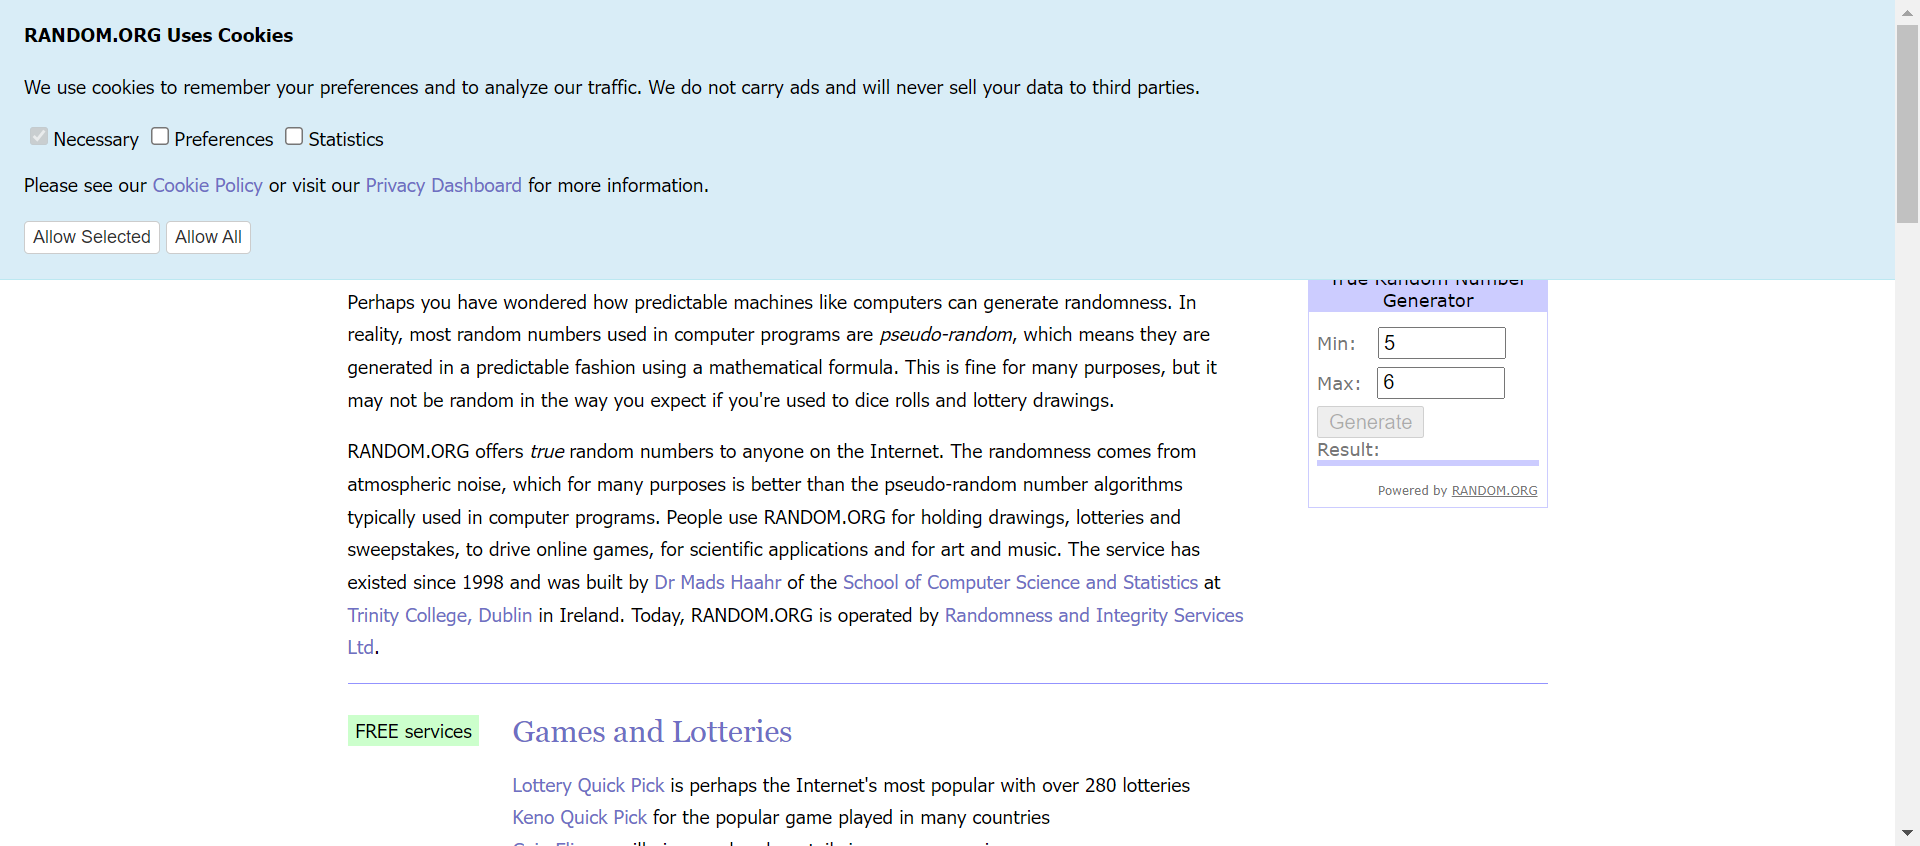 RANDOM.ORG Uses Cookies
We use cookies to remember your preferences and to analyze our traffic. We do not carry ads and will never sell your data to third parties.
Necessary Preferences Statistics
Please see our Cookie Policy or visit our Privacy Dashboard for more information.
Allow Selected Allow All
Perhaps you have wondered how predictable machines like computers can generate randomness. In
reality, most random numbers used in computer programs are pseudo-random, which means they are
generated in a predictable fashion using a mathematical formula. This is fine for many purposes, but it
may not be random in the way you expect if you're used to dice rolls and lottery drawings.
RANDOM.ORG offers true random numbers to anyone on the Internet. The randomness comes from
atmospheric noise, which for many purposes is better than the pseudo-random number algorithms
typically used in computer programs. People use RANDOM.ORG for holding drawings, lotteries and
sweepstakes, to drive online games, for scientific applications and for art and music. The service has
existed since 1998 and was built by Dr Mads Haahr of the School of Computer Science and Statistics at
Trinity College, Dublin in Ireland. Today, RANDOM.ORG is operated by Randomness and Integrity Services
Ltd.
True Random Number
Generator
Min: 5
Max: 6
Generate
Result:
Powered by RANDOM.ORG
FREE services
Games and Lotteries
Lottery Quick Pick is perhaps the Internet's most popular with over 280 lotteries
Keno Quick Pick for the popular game played in many countries